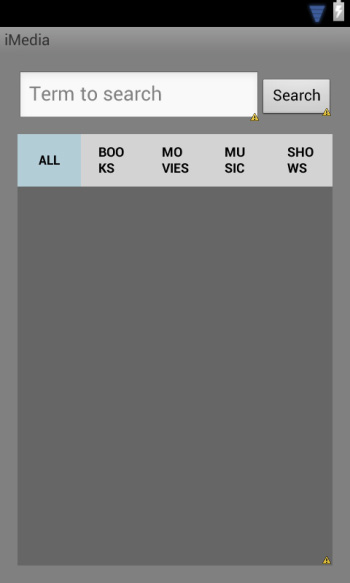 iMedia
Term to search
Search
ALL
BOO
KS
MO
VIES
MU
SIC
SHO
WS